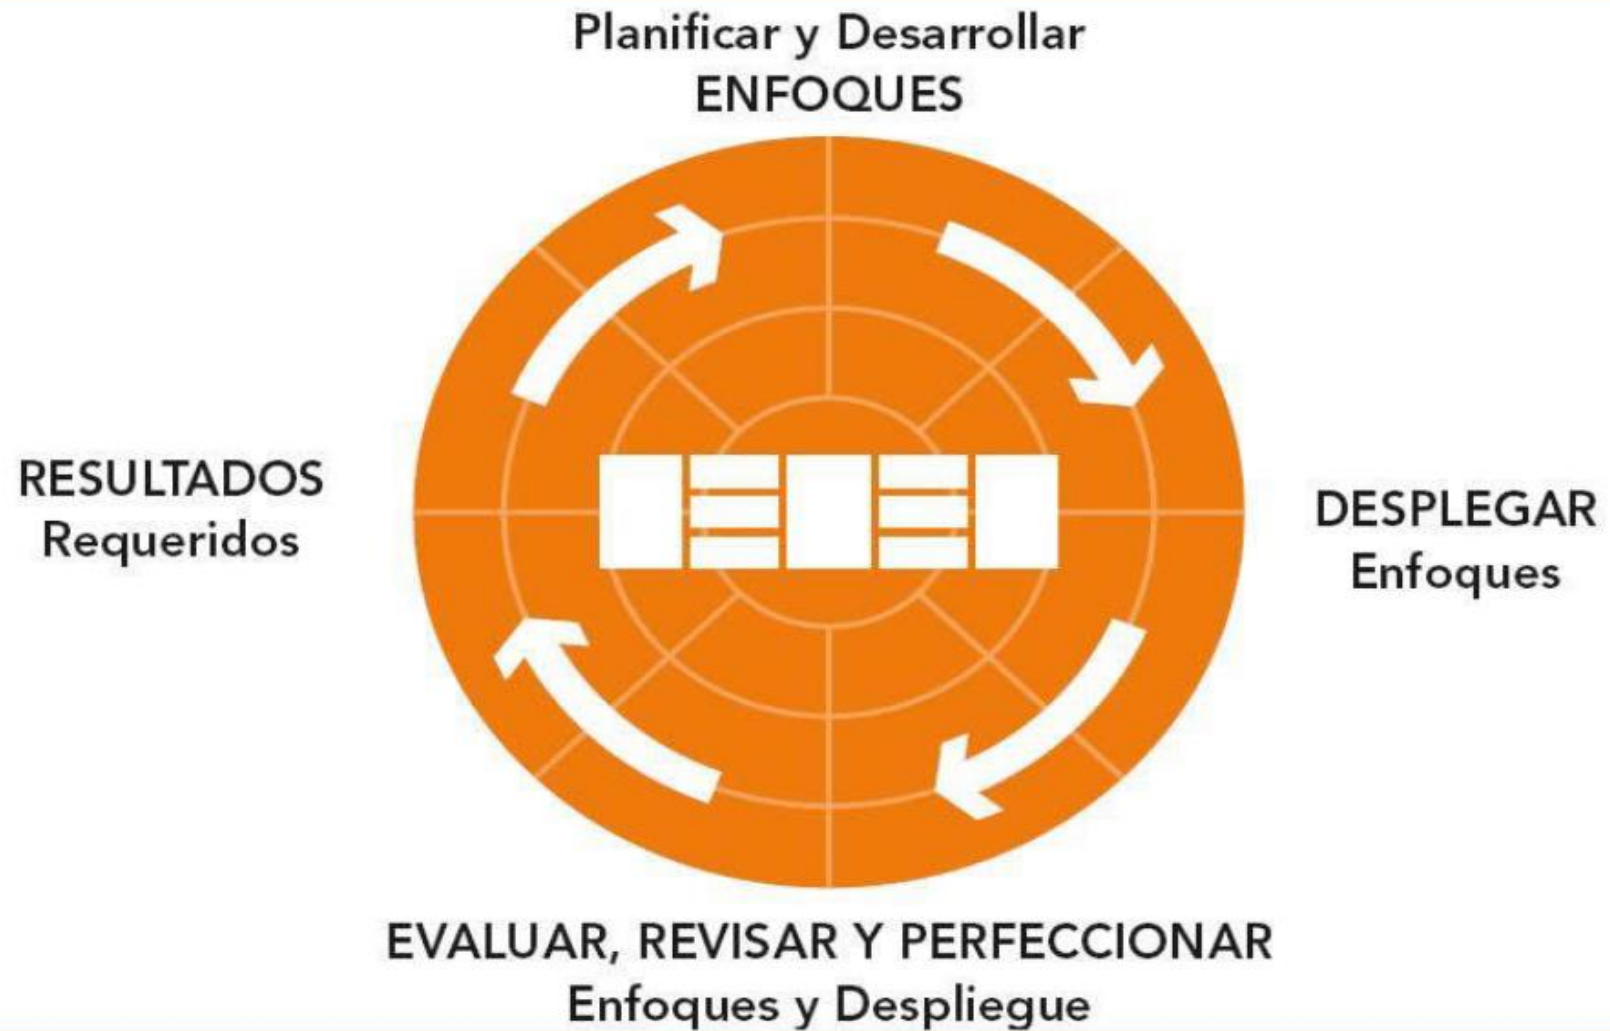 Planificar y Desarrollar
ENFOQUES
RESULTADOS
Requeridos
DESPLEGAR
Enfoques
EVALUAR, REVISAR Y PERFECCIONAR
Enfoques y Despliegue